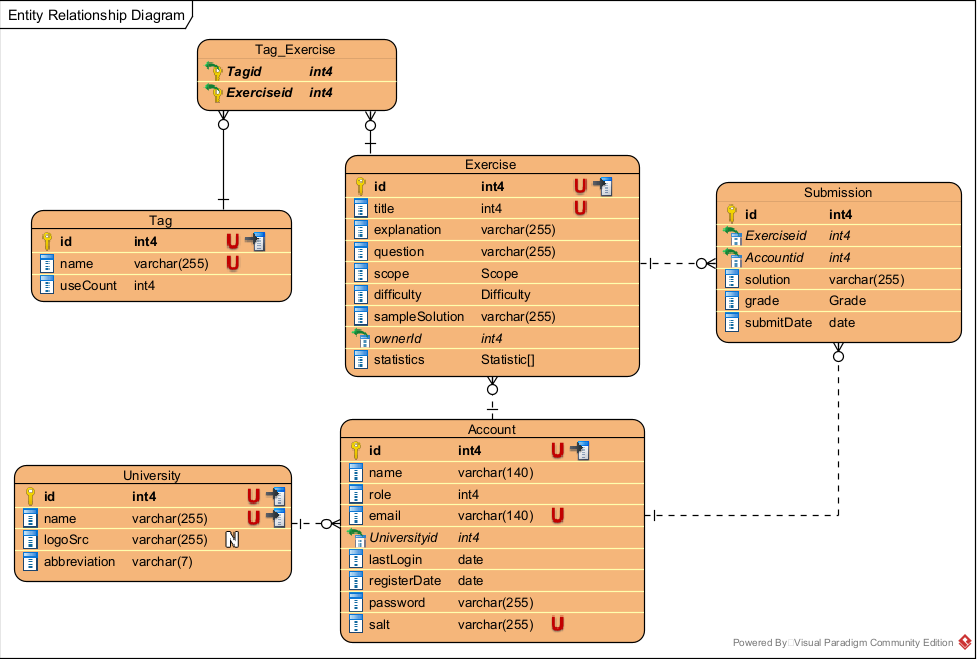 Entity Relationship Diagram
Tag_Exercise
Tagid int4
Exerciseid int4
Exercise
id int4 U
title int4 U
explanation varchar(255)
question varchar(255)
scope Scope
difficulty Difficulty
sampleSolution varchar(255)
ownerId int4
statistics Statistic[]
Submission
id int4
Exerciseid int4
Accountid int4
solution varchar(255)
grade Grade
submitDate date
Tag
id int4 U
name varchar(255) U
useCount int4
Account
id int4 U
name varchar(140)
role int4
email varchar(140) U
Universityid int4
lastLogin date
registerDate date
password varchar(255)
salt varchar(255) U
University
id int4 U
name varchar(255) U
logoSrc varchar(255) N
abbreviation varchar(7)
Powered By Visual Paradigm Community Edition